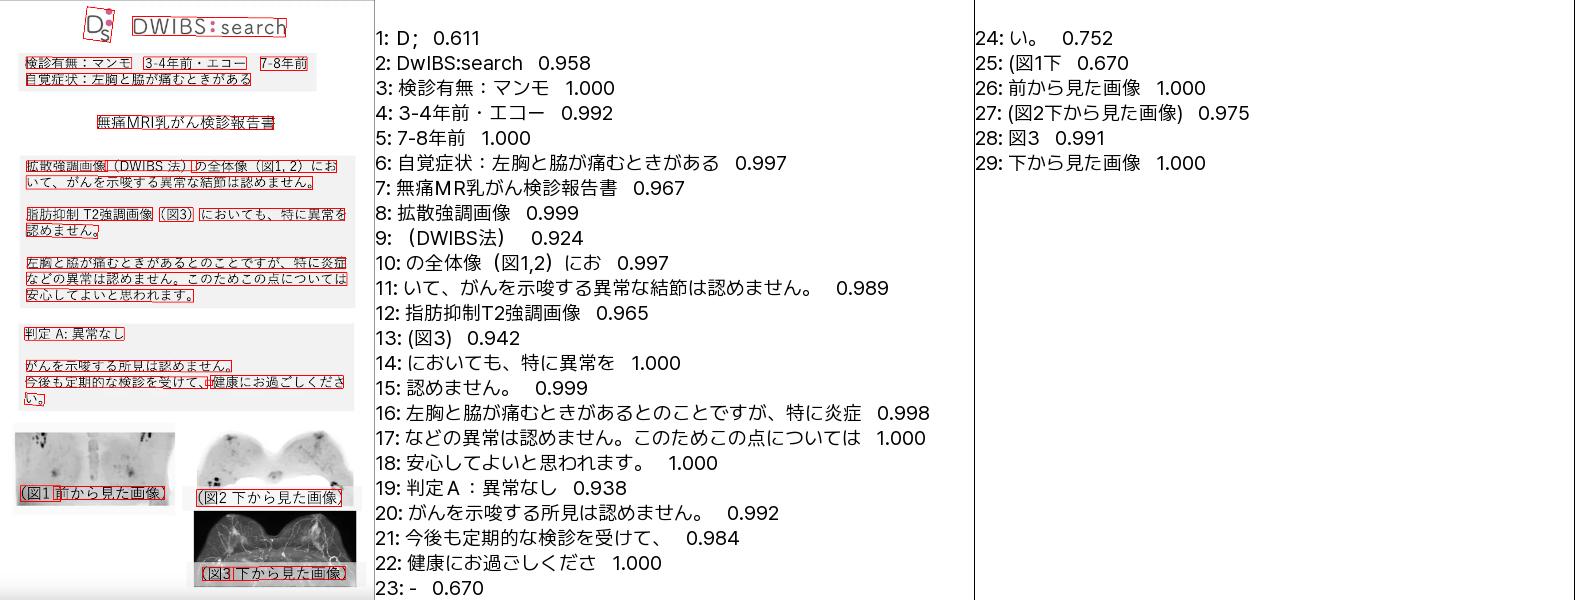 Ds DWIBS:search
検診有無：マンモ 3-4年前・エコー 7-8年前
自覚症状：左胸と脇が痛むときがある
無痛MRI乳がん検診報告書
拡散強調画像（DWIBS 法）の全体像（図1, 2）にお
いて、がんを示唆する異常な結節は認めません。
脂肪抑制 T2強調画像（図3）においても、特に異常を
認めません。
左胸と脇が痛むときがあるとのことですが、特に炎症
などの異常は認めません。このためこの点については
安心してよいと思われます。
判定 A: 異常なし
がんを示唆する所見は認めません。
今後も定期的な検診を受けて、健康にお過ごしくださ
い。
(図1 前から見た画像)
(図2 下から見た画像)
(図3 下から見た画像)
1: D； 0.611
2: DwIBS:search 0.958
3: 検診有無：マンモ 1.000
4: 3-4年前・エコー 0.992
5: 7-8年前 1.000
6: 自覚症状：左胸と脇が痛むときがある 0.997
7: 無痛MR乳がん検診報告書 0.967
8: 拡散強調画像 0.999
9: （DWIBS法） 0.924
10: の全体像（図1,2）にお 0.997
11: いて、がんを示唆する異常な結節は認めません。 0.989
12: 指肪抑制T2強調画像 0.965
13: (図3) 0.942
14: においても、特に異常を 1.000
15: 認めません。 0.999
16: 左胸と脇が痛むときがあるとのことですが、特に炎症 0.998
17: などの異常は認めません。このためこの点については 1.000
18: 安心してよいと思われます。 1.000
19: 判定A：異常なし 0.938
20: がんを示唆する所見は認めません。 0.992
21: 今後も定期的な検診を受けて、 0.984
22: 健康にお過ごしくださ 1.000
23: - 0.670
24: い。 0.752
25: (図1下 0.670
26: 前から見た画像 1.000
27: (図2下から見た画像) 0.975
28: 図3 0.991
29: 下から見た画像 1.000